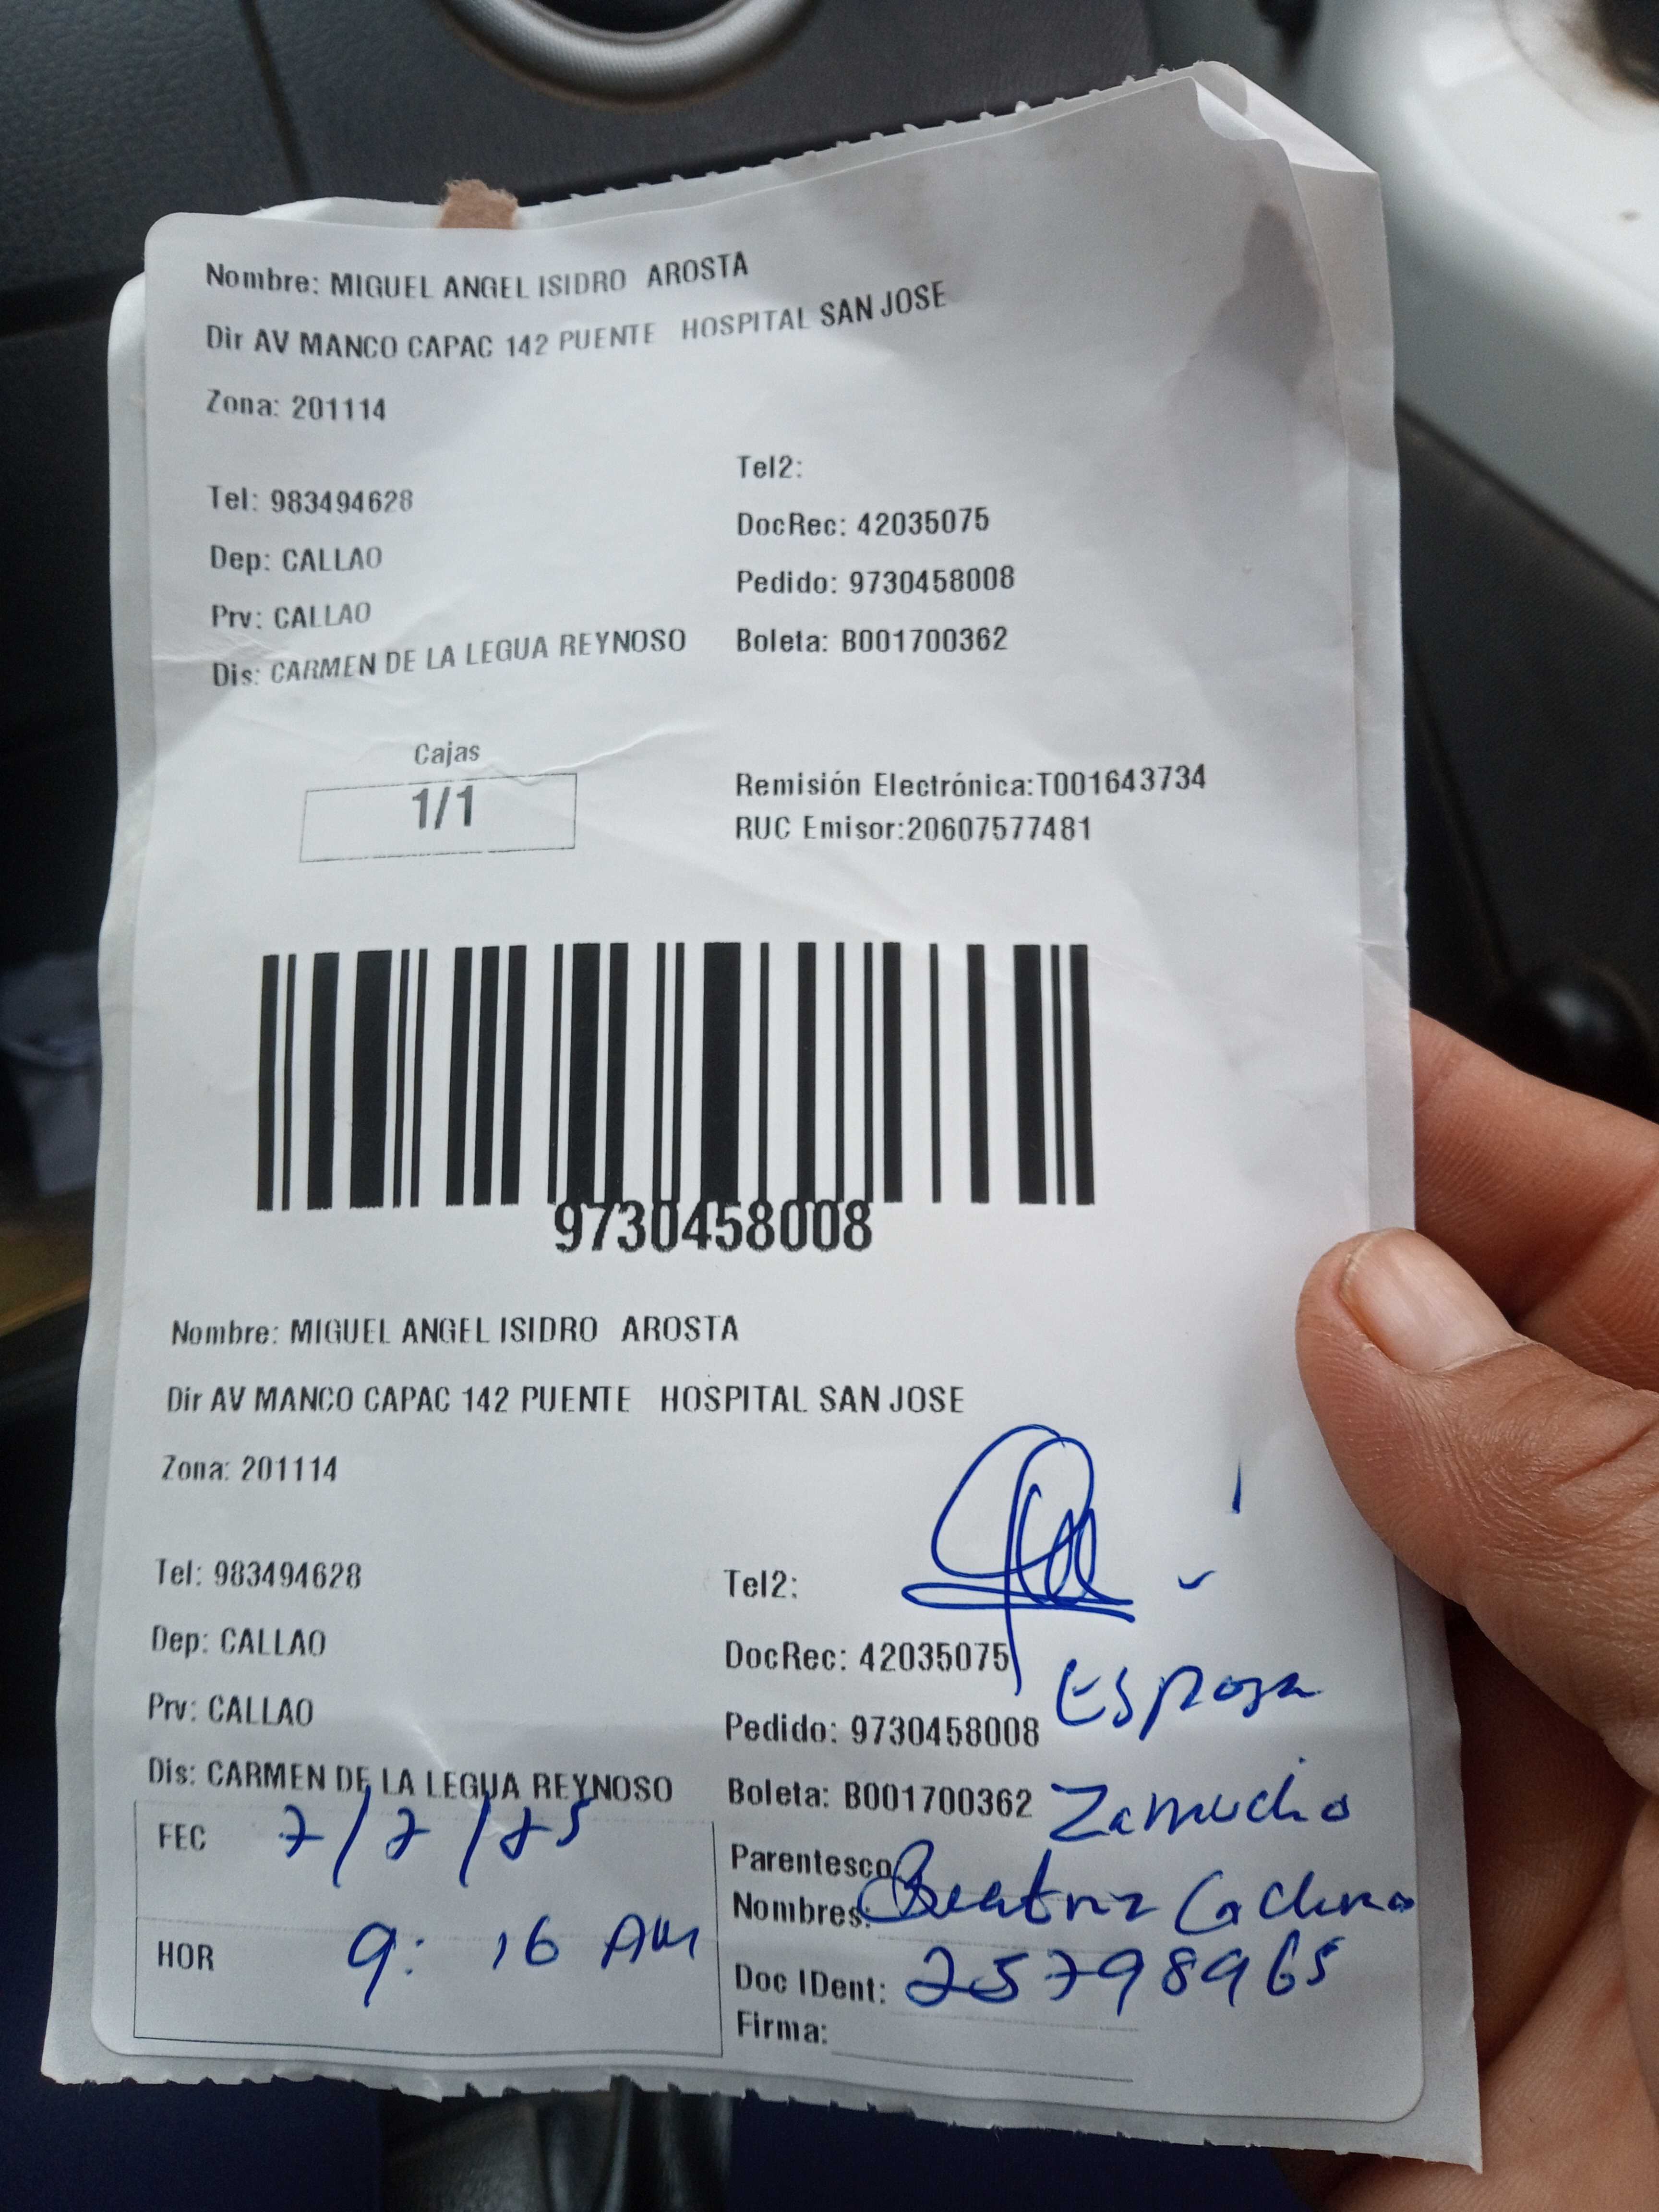 Nombre: MIGUEL ANGEL ISIDRO AROSTA
Dir AV MANCO CAPAC 142 PUENTE HOSPITAL SAN JOSE
Zona: 201114
Tel2:
Tel: 983494628
DocRec: 42035075
Dep: CALLAO
Pedido: 9730458008
Prv: CALLAO
Boleta: B001700362
Dis: CARMEN DE LA LEGUA REYNOSO
Cajas
1/1
Remisión Electrónica:T001643734
RUC Emisor:20607577481
9730458008
Nombre: MIGUEL ANGEL ISIDRO AROSTA
Dir AV MANCO CAPAC 142 PUENTE HOSPITAL SAN JOSE
Zona: 201114
Tel: 983494628
Tel2:
Dep: CALLAO
DocRec: 42035075
Esposa
Prv: CALLAO
Pedido: 9730458008
Dis: CARMEN DE LA LEGUA REYNOSO
Boleta: B001700362
Zamudio
FEC 7/7/25
Parentesco
Nombres: Beatriz
HOR 9:16 AM
Doc IDent: 25798965
Firma: